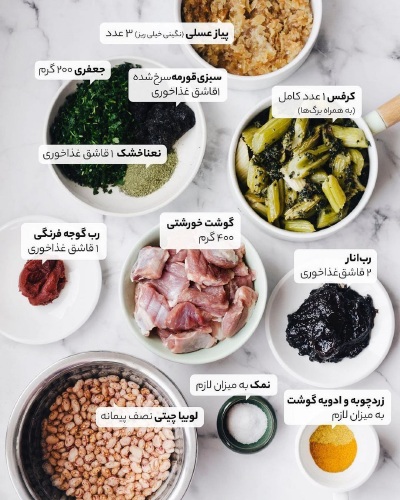 پیاز عسلی (نگینی خیلی ریز) ۳ عدد
جعفری ۲۰۰ گرم
سبزی‌قورمه سرخ‌شده
۱قاشق غذاخوری
کرفس ۱ عدد کامل
(به همراه برگ‌ها)
نعناخشک ۱ قاشق غذاخوری
گوشت خورشتی
۴۰۰ گرم
رب گوجه فرنگی
۱ قاشق غذاخوری
رب‌انار
۲ قاشق‌غذاخوری
نمک به میزان لازم
زردچوبه و ادویه گوشت
به میزان لازم
لوبیا چیتی نصف پیمانه